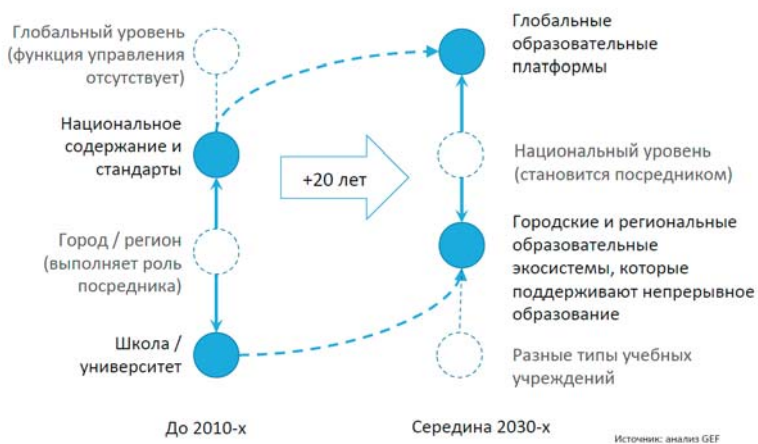 Глобальный уровень
(функция управления
отсутствует)
Национальное
содержание и
стандарты
Город / регион
(выполняет роль
посредника)
Школа /
университет
До 2010-х
+20 лет
Глобальные
образовательные
платформы
Национальный уровень
(становится посредником)
Городские и региональные
образовательные
экосистемы, которые
поддерживают непрерывное
образование
Разные типы учебных
учреждений
Середина 2030-х
Источник: анализ GEF